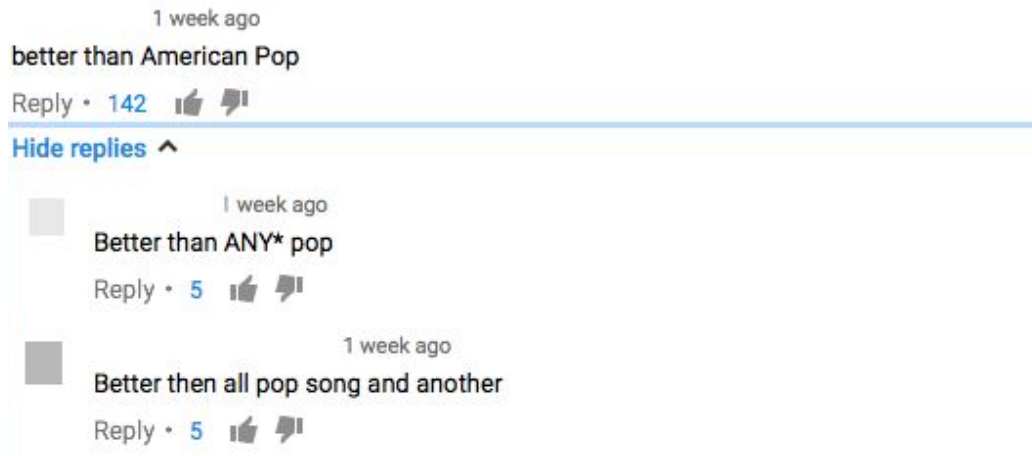 1 week ago
better than American Pop
Reply • 142
Hide replies
1 week ago
Better than ANY* pop
Reply • 5
1 week ago
Better then all pop song and another
Reply • 5